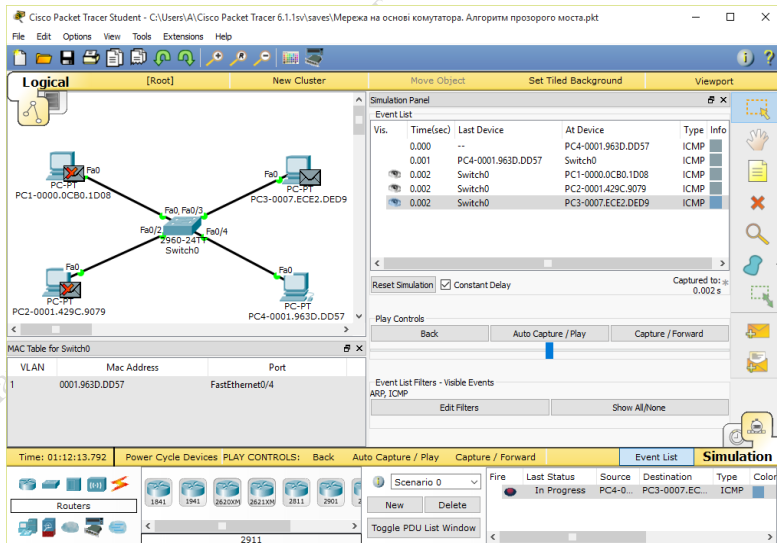 Cisco Packet Tracer Student - C:\Users\A\Cisco Packet Tracer 6.1.1sv\saves\Мережа на основі комутатора. Алгоритм прозорого моста.pkt
File Edit Options View Tools Extensions Help
Logical [Root] New Cluster Move Object Set Tiled Background Viewport
Fa0
PC-PT
PC1-0000.0CB0.1D08
Fa0
PC-PT
PC3-0007.ECE2.DED9
Fa0, Fa0/3
Fa0/2 Fa0/4
2960-24TT
Switch0
Fa0
PC-PT
PC2-0001.429C.9079
Fa0
PC-PT
PC4-0001.963D.DD57
MAC Table for Switch0
VLAN Mac Address Port
1 0001.963D.DD57 FastEthernet0/4
Simulation Panel
Event List
Vis. Time(sec) Last Device At Device Type Info
0.000 -- PC4-0001.963D.DD57 ICMP
0.001 PC4-0001.963D.DD57 Switch0 ICMP
0.002 Switch0 PC1-0000.0CB0.1D08 ICMP
0.002 Switch0 PC2-0001.429C.9079 ICMP
0.002 Switch0 PC3-0007.ECE2.DED9 ICMP
Reset Simulation Constant Delay Captured to: *
0.002 s
Play Controls
Back Auto Capture / Play Capture / Forward
Event List Filters - Visible Events
ARP, ICMP
Edit Filters Show All/None
Time: 01:12:13.792 Power Cycle Devices PLAY CONTROLS: Back Auto Capture / Play Capture / Forward Event List Simulation
Routers
1841 1941 2620XM 2621XM 2811 2901
2911
Scenario 0
New Delete
Toggle PDU List Window
Fire Last Status Source Destination Type Color
In Progress PC4-0... PC3-0007.EC... ICMP